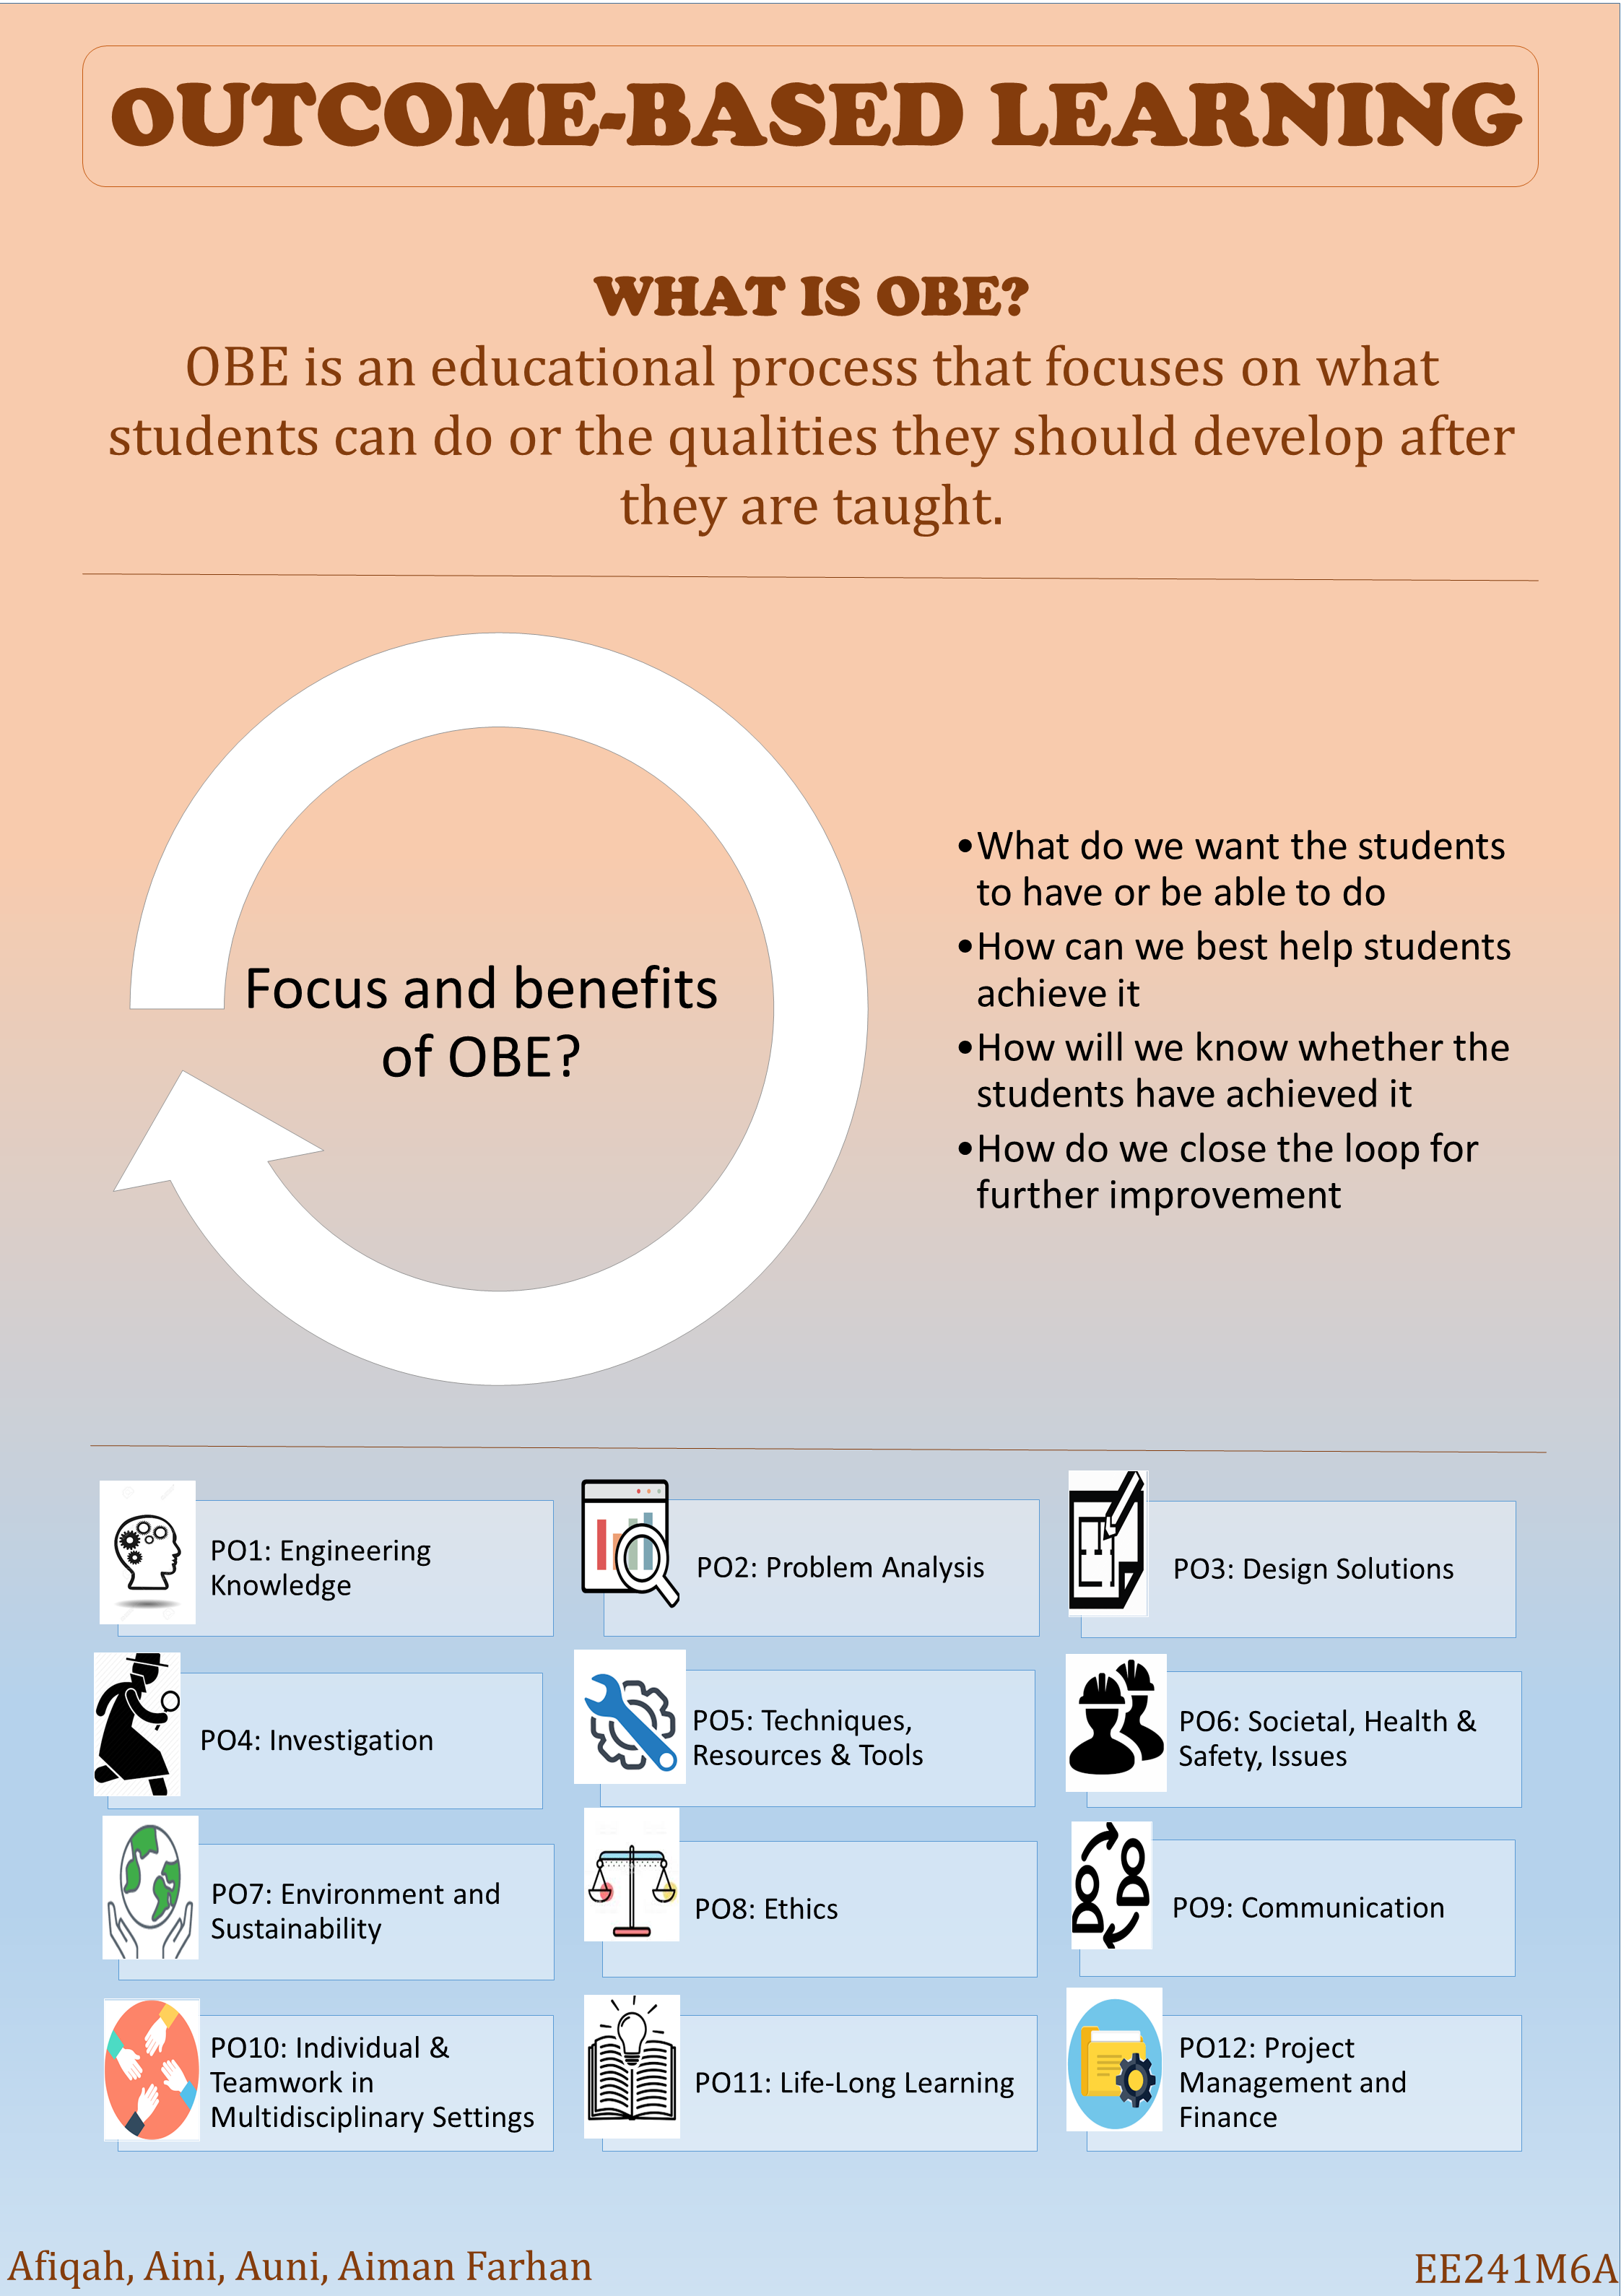 OUTCOME-BASED LEARNING
WHAT IS OBE?
OBE is an educational process that focuses on what
students can do or the qualities they should develop after
they are taught.
Focus and benefits
of OBE?
•What do we want the students
to have or be able to do
•How can we best help students
achieve it
•How will we know whether the
students have achieved it
•How do we close the loop for
further improvement
PO1: Engineering
Knowledge
PO2: Problem Analysis
PO3: Design Solutions
PO4: Investigation
PO5: Techniques,
Resources & Tools
PO6: Societal, Health &
Safety, Issues
PO7: Environment and
Sustainability
PO8: Ethics
PO9: Communication
PO10: Individual &
Teamwork in
Multidisciplinary Settings
PO11: Life-Long Learning
PO12: Project
Management and
Finance
Afiqah, Aini, Auni, Aiman Farhan
EE241M6A